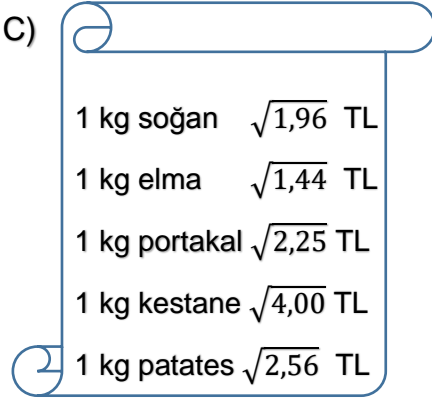 C)
1 kg soğan √1,96 TL
1 kg elma √1,44 TL
1 kg portakal √2,25 TL
1 kg kestane √4,00 TL
1 kg patates √2,56 TL